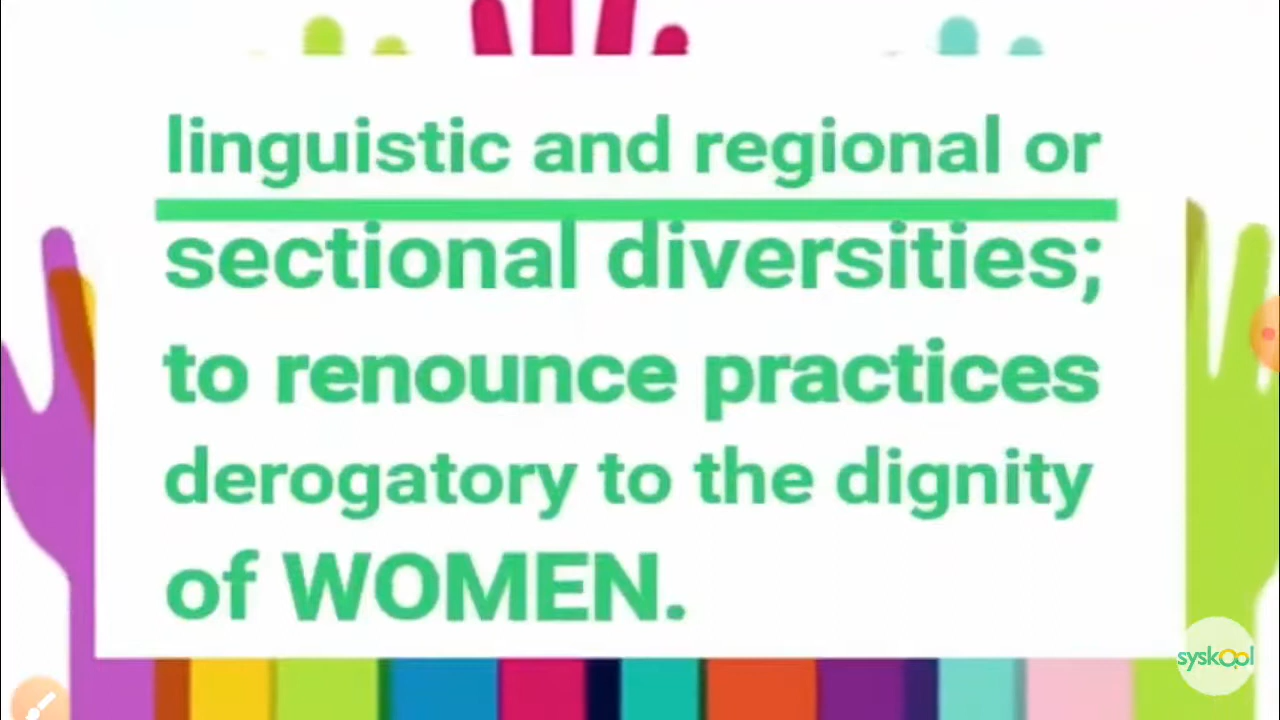 linguistic and regional or
sectional diversities;
to renounce practices
derogatory to the dignity
of WOMEN.
syskool